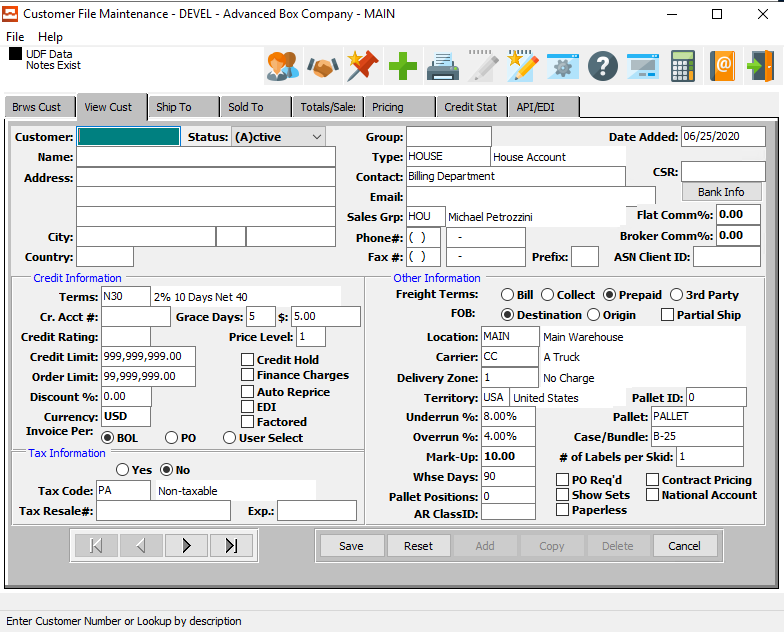 Customer File Maintenance - DEVEL - Advanced Box Company - MAIN
File Help
UDF Data
Notes Exist
Brws Cust View Cust Ship To Sold To Totals/Sales Pricing Credit Stat API/EDI
Customer: Status: (A)ctive Group: Date Added: 06/25/2020
Name: Type: HOUSE House Account
Address: Contact: Billing Department CSR:
Bank Info
Email:
Sales Grp: HOU Michael Petrozzini Flat Comm%: 0.00
City: Phone#: ( ) - Broker Comm%: 0.00
Country: Fax #: ( ) - Prefix: ASN Client ID:
Credit Information
Terms: N30 2% 10 Days Net 40
Cr. Acct #: Grace Days: 5 $: 5.00
Credit Rating: Price Level: 1
Credit Limit: 999,999,999.00 Credit Hold
Order Limit: 99,999,999.00 Finance Charges
Discount %: 0.00 Auto Reprice
EDI
Currency: USD Factored
Invoice Per: BOL PO User Select
Tax Information
Yes No
Tax Code: PA Non-taxable
Tax Resale#: Exp.:
Other Information
Freight Terms: Bill Collect Prepaid 3rd Party
FOB: Destination Origin Partial Ship
Location: MAIN Main Warehouse
Carrier: CC A Truck
Delivery Zone: 1 No Charge
Territory: USA United States Pallet ID: 0
Underrun %: 8.00% Pallet: PALLET
Overrun %: 4.00% Case/Bundle: B-25
Mark-Up: 10.00 # of Labels per Skid: 1
Whse Days: 90 PO Req'd Contract Pricing
Pallet Positions: 0 Show Sets National Account
AR ClassID: Paperless
Save Reset Add Copy Delete Cancel
Enter Customer Number or Lookup by description